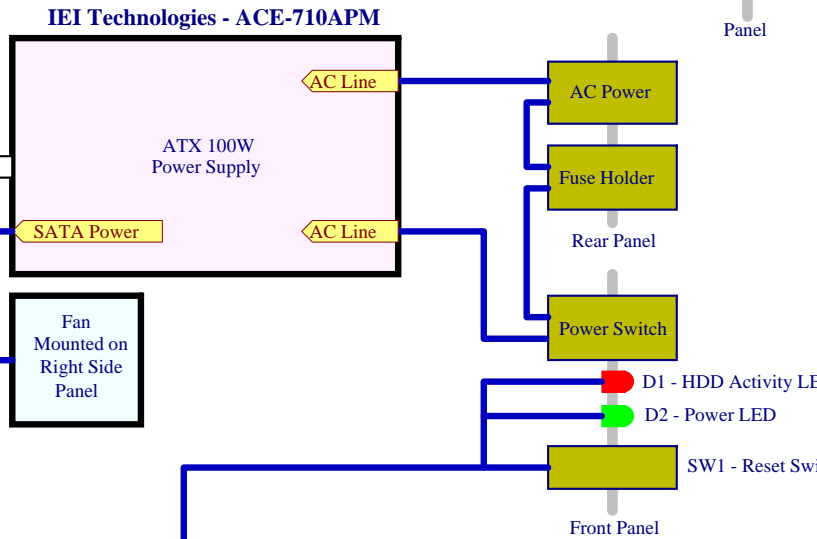 IEI Technologies - ACE-710APM
Panel
AC Line
AC Power
ATX 100W
Power Supply
Fuse Holder
SATA Power
AC Line
Rear Panel
Fan
Mounted on
Right Side
Panel
Power Switch
D1 - HDD Activity LE
D2 - Power LED
SW1 - Reset Swi
Front Panel